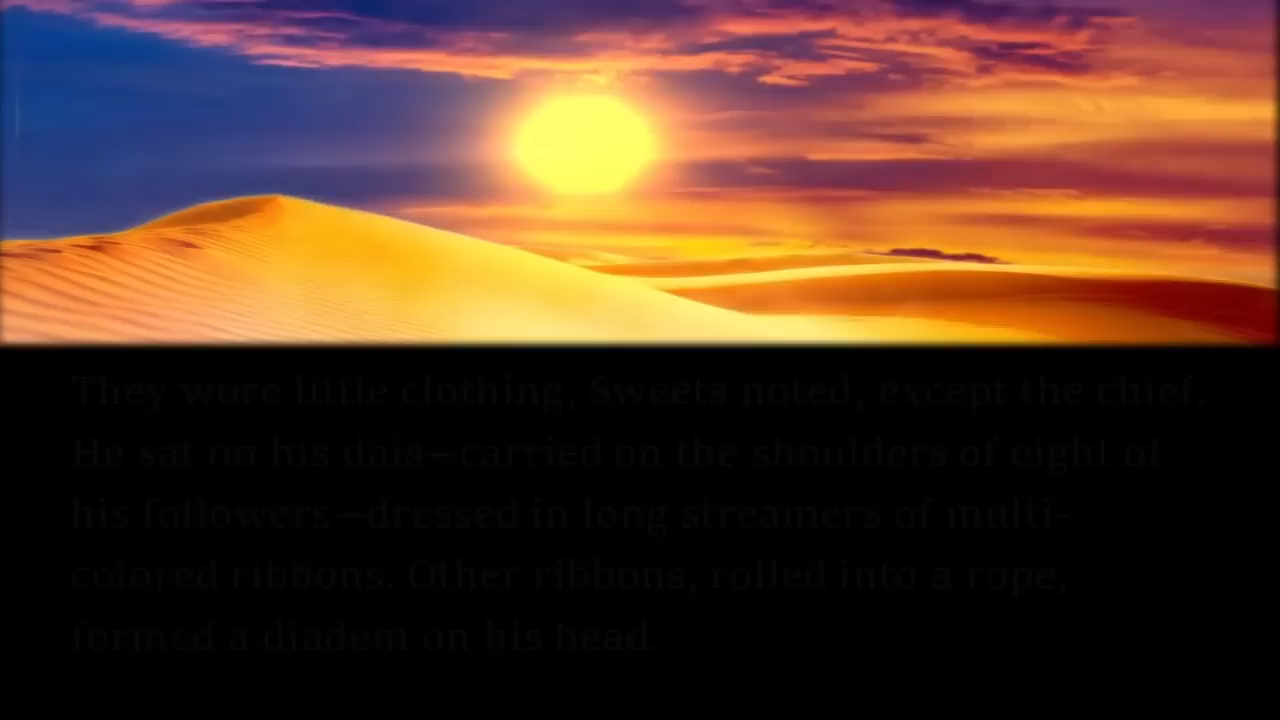 They wore little clothing, Sweets noted, except the chief.
He sat on his dais—carried on the shoulders of eight of
his followers—dressed in long streamers of multi-
colored ribbons. Other ribbons, rolled into a rope,
formed a diadem on his head.